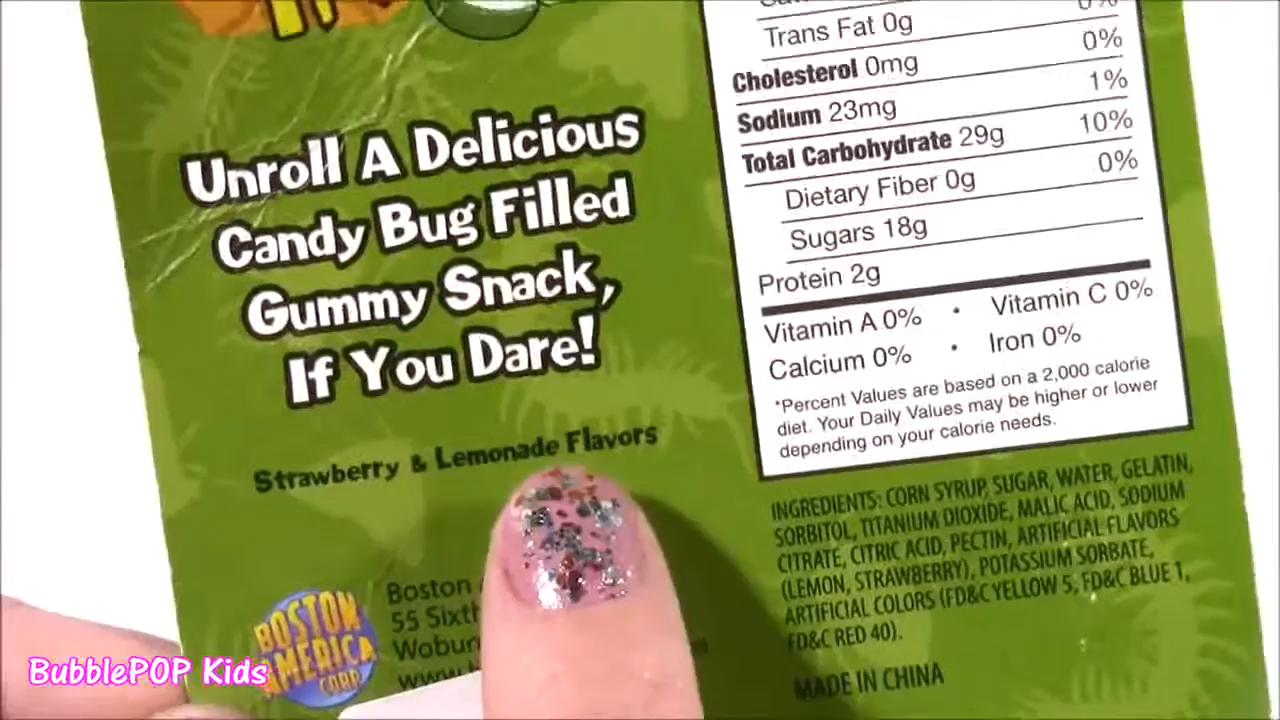 Unroll A Delicious
Candy Bug Filled
Gummy Snack,
If You Dare!
Strawberry & Lemonade Flavors
BOSTON
AMERICA
CORP.
Boston
55 Sixth
Woburn
BubblePOP Kids
Trans Fat 0g
Cholesterol 0mg 0%
Sodium 23mg 1%
Total Carbohydrate 29g 10%
Dietary Fiber 0g 0%
Sugars 18g
Protein 2g
Vitamin A 0% • Vitamin C 0%
Calcium 0% • Iron 0%
*Percent Values are based on a 2,000 calorie
diet. Your Daily Values may be higher or lower
depending on your calorie needs.
INGREDIENTS: CORN SYRUP, SUGAR, WATER, GELATIN,
SORBITOL, TITANIUM DIOXIDE, MALIC ACID, SODIUM
CITRATE, CITRIC ACID, PECTIN, ARTIFICIAL FLAVORS
(LEMON, STRAWBERRY), POTASSIUM SORBATE,
ARTIFICIAL COLORS (FD&C YELLOW 5, FD&C BLUE 1,
FD&C RED 40).
MADE IN CHINA